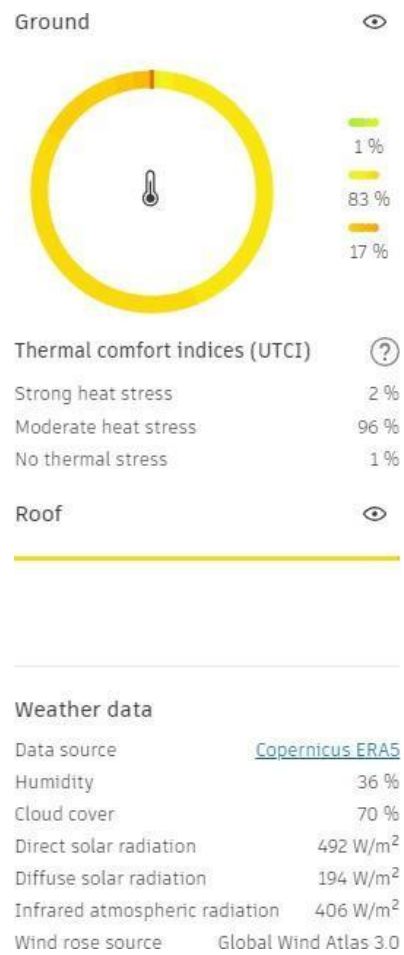 Ground
1 %
83 %
17 %
Thermal comfort indices (UTCI) ?
Strong heat stress 2 %
Moderate heat stress 96 %
No thermal stress 1 %
Roof
Weather data
Data source Copernicus ERA5
Humidity 36 %
Cloud cover 70 %
Direct solar radiation 492 W/m²
Diffuse solar radiation 194 W/m²
Infrared atmospheric radiation 406 W/m²
Wind rose source Global Wind Atlas 3.0